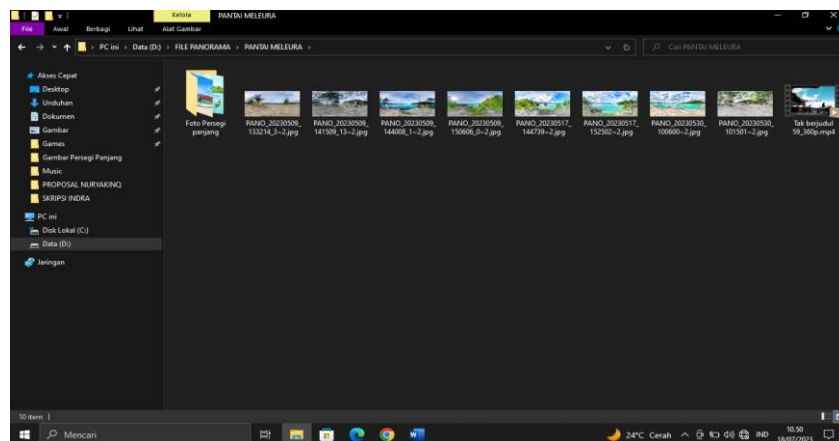 Kelola
PANTAI MELEURA
File
Awal
Berbagi
Lihat
Alat Gambar
PC ini › Data (D:) › FILE PANORAMA › PANTAI MELEURA ›
Cari PANTAI MELEURA
Akses Cepat
Desktop
Unduhan
Dokumen
Gambar
Games
Gambar Persegi Panjang
Music
PROPOSAL NURYAKINQ
SKRIPSI INDRA
PC ini
Disk Lokal (C:)
Data (D:)
Jaringan
Foto Persegi
panjang
PANO_20230509_
133214_3~2.jpg
PANO_20230509_
141509_13~2.jpg
PANO_20230509_
144008_1~2.jpg
PANO_20230509_
150606_0~2.jpg
PANO_20230517_
144739~2.jpg
PANO_20230517_
152502~2.jpg
PANO_20230530_
100600~2.jpg
PANO_20230530_
101501~2.jpg
Tak berjudul
59_360p.mp4
10 item
Mencari
24°C Cerah
IND
10.50
18/07/2023